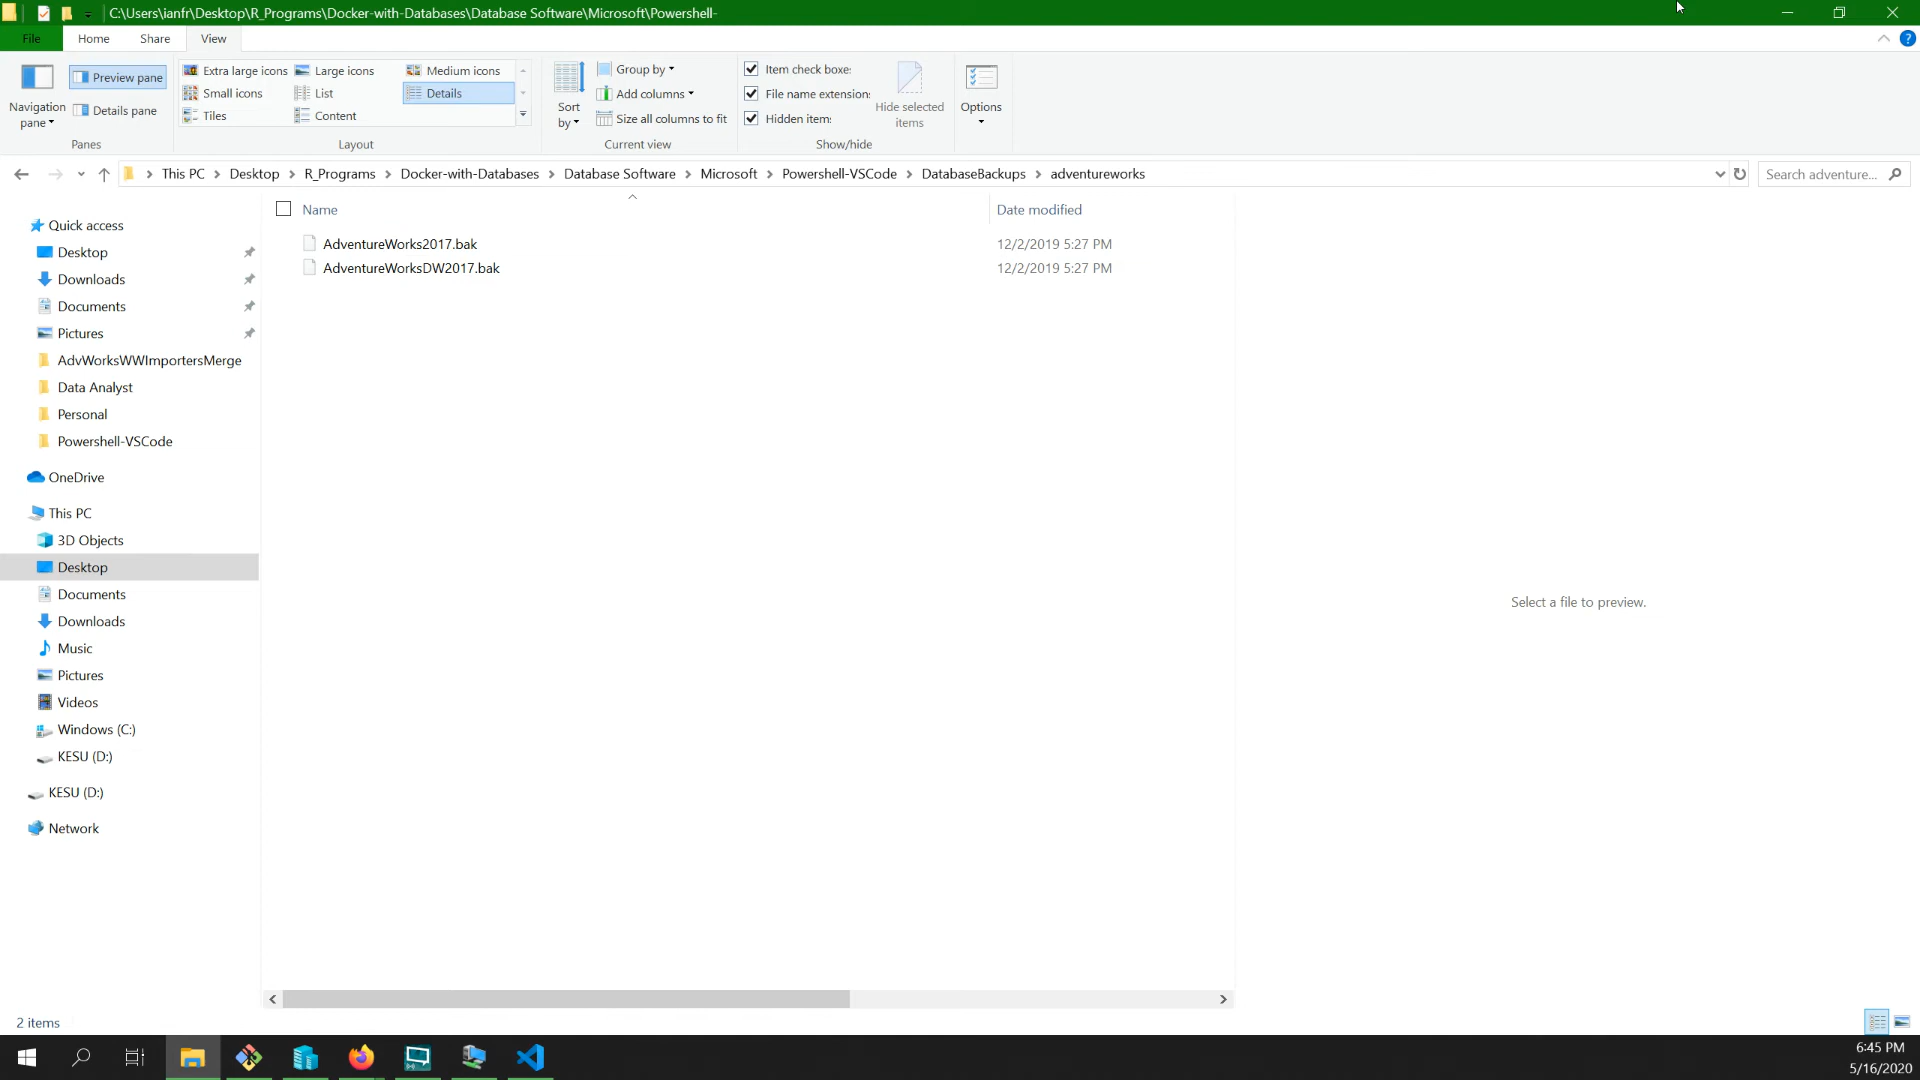 C:\Users\ianfr\Desktop\R_Programs\Docker-with-Databases\Database Software\Microsoft\Powershell-
File Home Share View
Navigation pane
Preview pane
Details pane
Panes
Extra large icons Large icons Medium icons
Small icons List Details
Tiles Content
Layout
Sort by
Group by
Add columns
Size all columns to fit
Current view
Item check boxe:
File name extension:
Hidden item:
Hide selected items
Show/hide
Options
This PC Desktop R_Programs Docker-with-Databases Database Software Microsoft Powershell-VSCode DatabaseBackups adventureworks
Search adventure...
Quick access
Desktop
Downloads
Documents
Pictures
AdvWorksWWImportersMerge
Data Analyst
Personal
Powershell-VSCode
OneDrive
This PC
3D Objects
Desktop
Documents
Downloads
Music
Pictures
Videos
Windows (C:)
KESU (D:)
KESU (D:)
Network
Name Date modified
AdventureWorks2017.bak 12/2/2019 5:27 PM
AdventureWorksDW2017.bak 12/2/2019 5:27 PM
Select a file to preview.
2 items
6:45 PM
5/16/2020